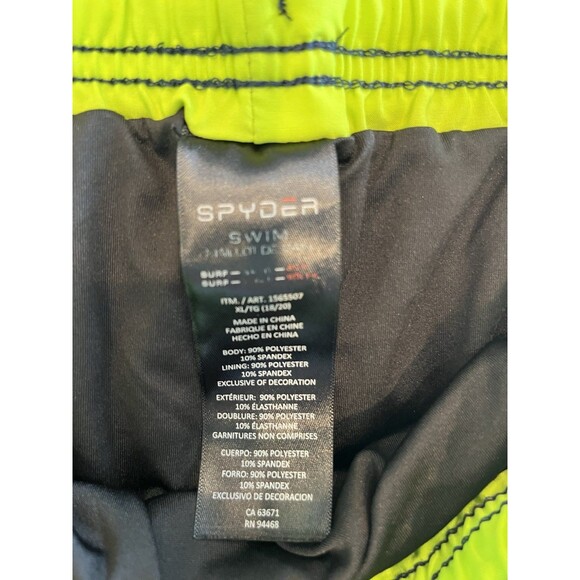 SPYDER
SWIM
SURF
SURF
ITM. / ART. 1565507
XL/TG (18/20)
MADE IN CHINA
FABRIQUE EN CHINE
HECHO EN CHINA
BODY: 90% POLYESTER
10% SPANDEX
LINING: 90% POLYESTER
10% SPANDEX
EXCLUSIVE OF DECORATION
EXTÉRIEUR: 90% POLYESTER
10% ÉLASTHANNE
DOUBLURE: 90% POLYESTER
10% ÉLASTHANNE
GARNITURES NON COMPRISES
CUERPO: 90% POLYESTER
10% SPANDEX
FORRO: 90% POLYESTER
10% SPANDEX
EXCLUSIVO DE DECORACION
CA 63671
RN 94468